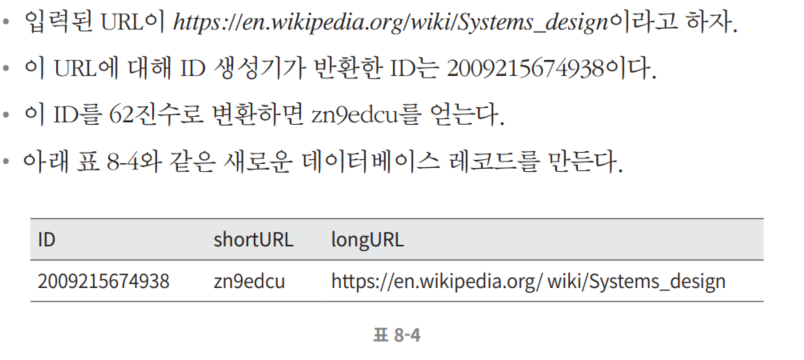 • 입력된 URL이 https://en.wikipedia.org/wiki/Systems_design이라고 하자.
• 이 URL에 대해 ID 생성기가 반환한 ID는 2009215674938이다.
• 이 ID를 62진수로 변환하면 zn9edcu를 얻는다.
• 아래 표 8-4와 같은 새로운 데이터베이스 레코드를 만든다.
ID shortURL longURL
2009215674938 zn9edcu https://en.wikipedia.org/ wiki/Systems_design
표 8-4